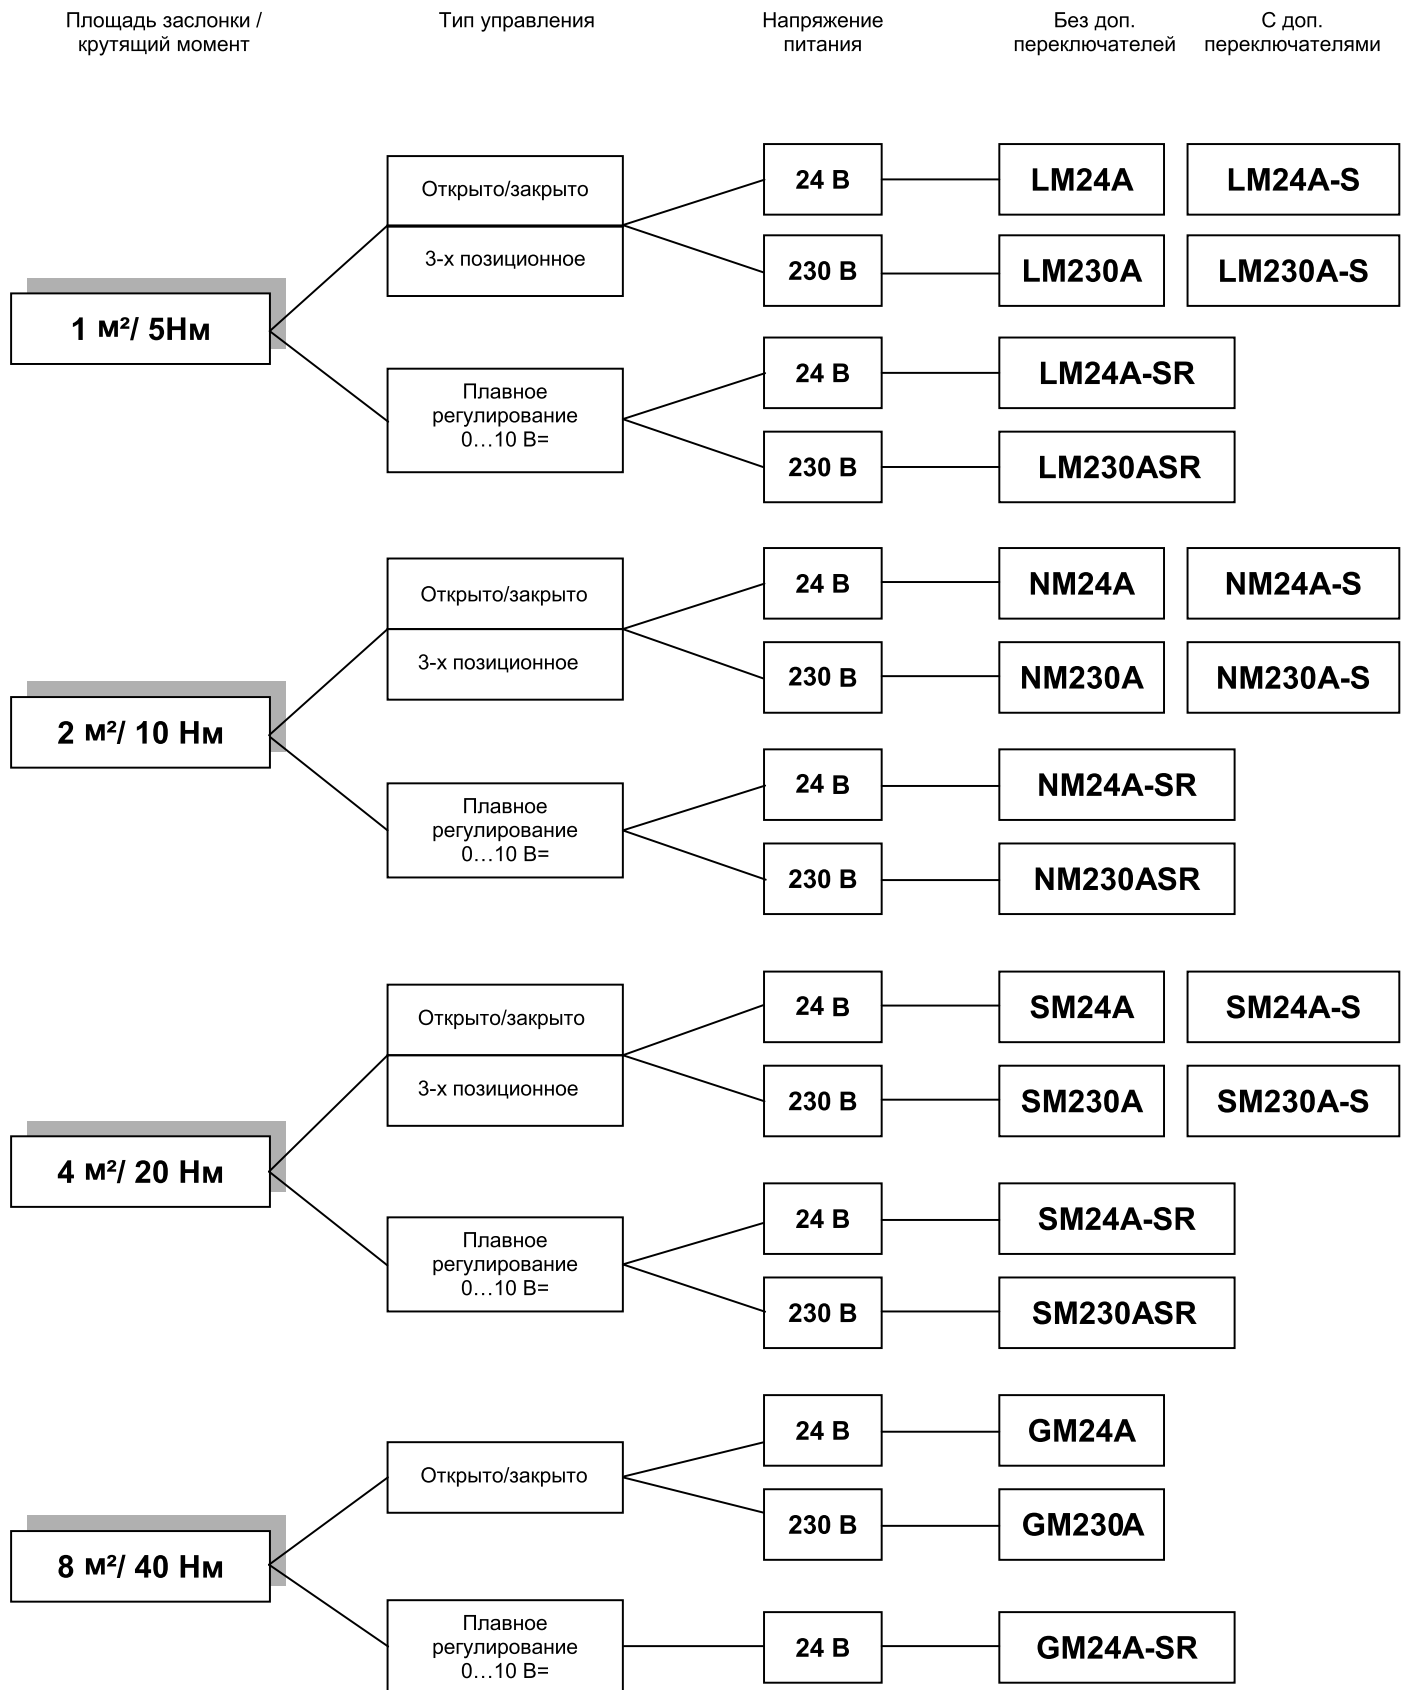 Площадь заслонки /
крутящий момент
Тип управления
Напряжение
питания
Без доп.
переключателей
С доп.
переключателями
1 м²/ 5Нм
Открыто/закрыто
3-х позиционное
24 В
LM24A
LM24A-S
230 В
LM230A
LM230A-S
Плавное
регулирование
0…10 В=
24 В
LM24A-SR
230 В
LM230ASR
2 м²/ 10 Нм
Открыто/закрыто
3-х позиционное
24 В
NM24A
NM24A-S
230 В
NM230A
NM230A-S
Плавное
регулирование
0…10 В=
24 В
NM24A-SR
230 В
NM230ASR
4 м²/ 20 Нм
Открыто/закрыто
3-х позиционное
24 В
SM24A
SM24A-S
230 В
SM230A
SM230A-S
Плавное
регулирование
0…10 В=
24 В
SM24A-SR
230 В
SM230ASR
8 м²/ 40 Нм
Открыто/закрыто
24 В
GM24A
230 В
GM230A
Плавное
регулирование
0…10 В=
24 В
GM24A-SR